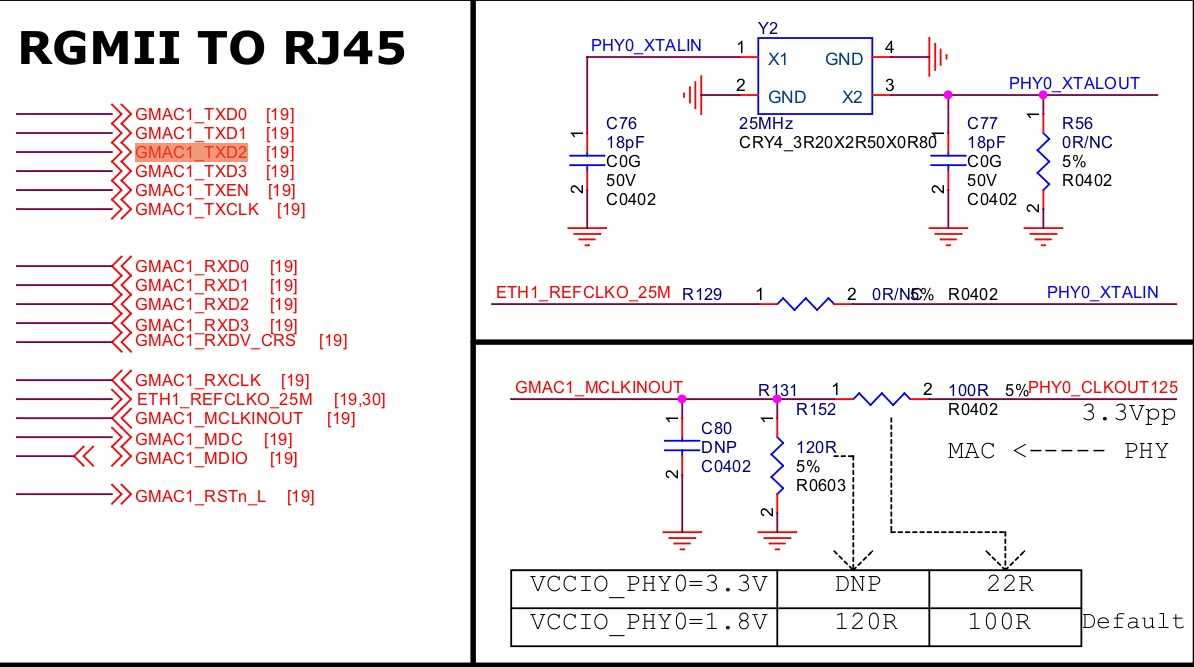 RGMII TO RJ45
GMAC1_TXD0 [19]
GMAC1_TXD1 [19]
GMAC1_TXD2 [19]
GMAC1_TXD3 [19]
GMAC1_TXEN [19]
GMAC1_TXCLK [19]
GMAC1_RXD0 [19]
GMAC1_RXD1 [19]
GMAC1_RXD2 [19]
GMAC1_RXD3 [19]
GMAC1_RXDV_CRS [19]
GMAC1_RXCLK [19]
ETH1_REFCLKO_25M [19,30]
GMAC1_MCLKINOUT [19]
GMAC1_MDC [19]
GMAC1_MDIO [19]
GMAC1_RSTn_L [19]
Y2
PHY0_XTALIN 1 X1 GND 4
2 GND X2 3 PHY0_XTALOUT
25MHz
CRY4_3R20X2R50X0R80
1
C76
18pF
C0G
50V
C0402
2
1
C77
18pF
C0G
50V
C0402
2
1
R56
0R/NC
5%
R0402
2
ETH1_REFCLKO_25M R129 1 2 0R/NC 5% R0402 PHY0_XTALIN
GMAC1_MCLKINOUT R131 1 2 100R 5% PHY0_CLKOUT125
R0402
3.3Vpp
MAC <----- PHY
1
C80
DNP
C0402
2
1
R152
120R
5%
R0603
2
VCCIO_PHY0=3.3V DNP 22R
VCCIO_PHY0=1.8V 120R 100R Default